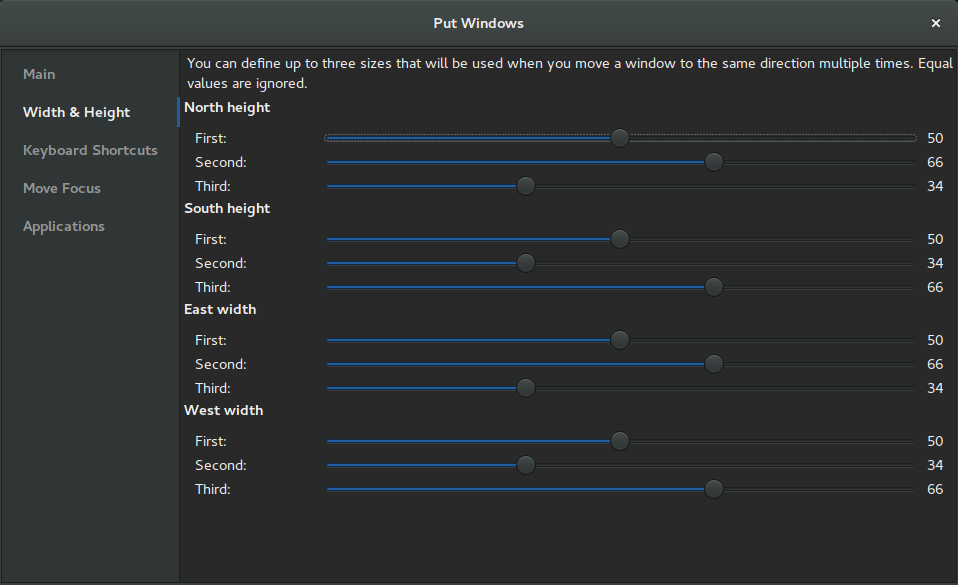 Put Windows
Main
Width & Height
Keyboard Shortcuts
Move Focus
Applications
You can define up to three sizes that will be used when you move a window to the same direction multiple times. Equal
values are ignored.
North height
First: 50
Second: 66
Third: 34
South height
First: 50
Second: 34
Third: 66
East width
First: 50
Second: 66
Third: 34
West width
First: 50
Second: 34
Third: 66